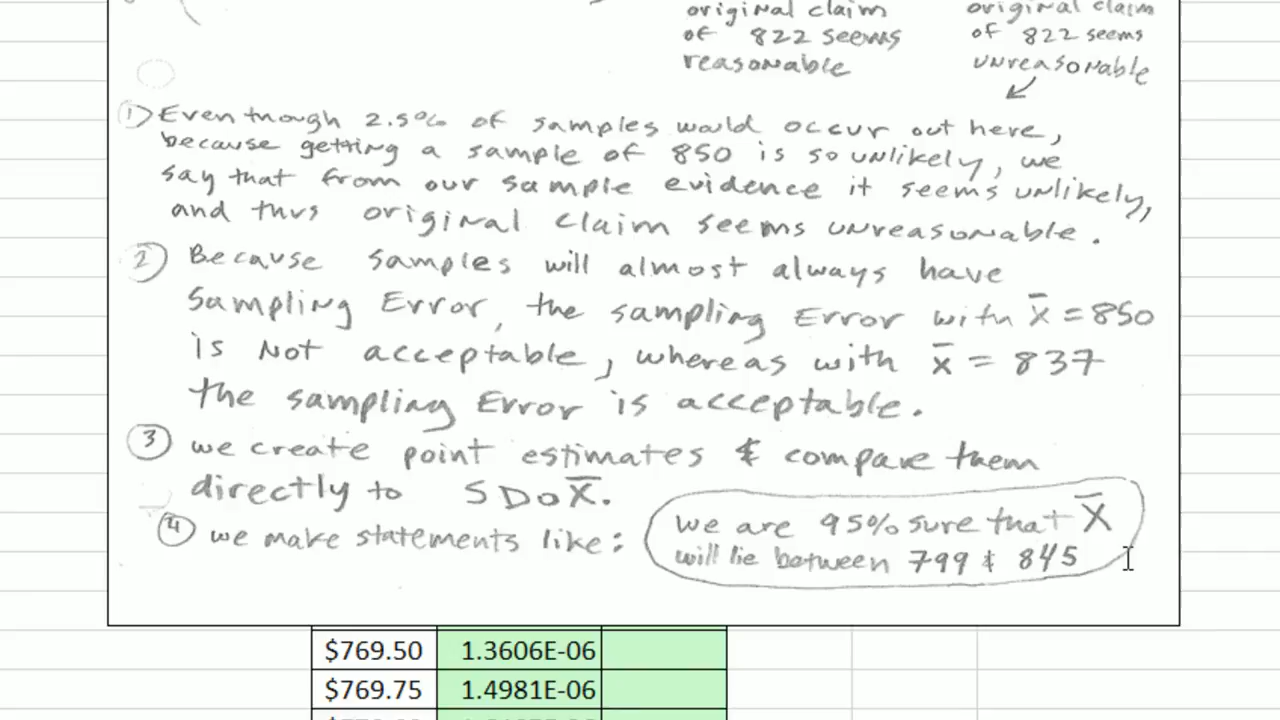 original claim
of 822 seems
reasonable
original claim
of 822 seems
unreasonable
① Even though 2.5% of samples would occur out here,
because getting a sample of 850 is so unlikely, we
say that from our sample evidence it seems unlikely,
and thus original claim seems unreasonable.
② Because samples will almost always have
Sampling Error, the sampling Error with x̄ = 850
is Not acceptable, whereas with x̄ = 837
the sampling Error is acceptable.
③ we create point estimates & compare them
directly to SDoX̄.
④ we make statements like:
we are 95% sure that X̄
will lie between 799 & 845
$769.50 1.3606E-06
$769.75 1.4981E-06